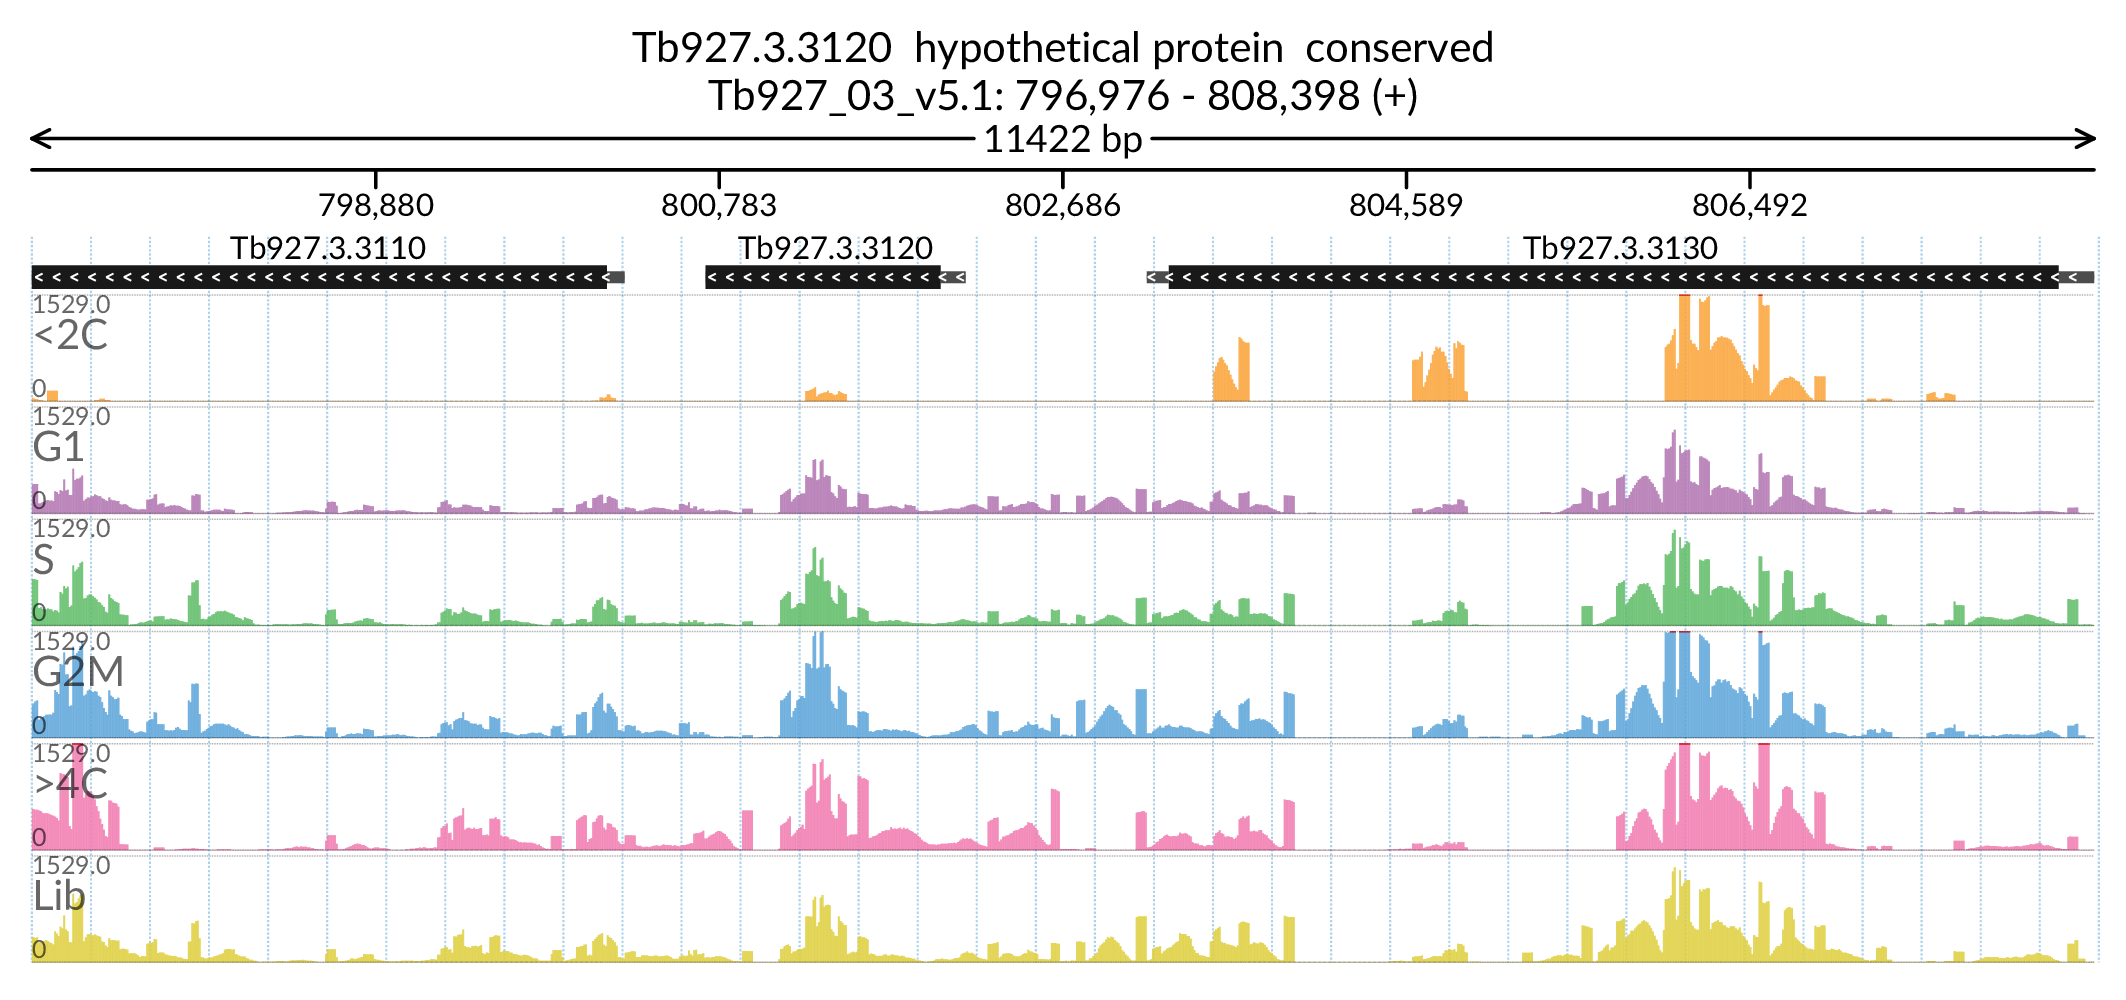 Tb927.3.3120 hypothetical protein conserved
Tb927_03_v5.1: 796,976 - 808,398 (+)
11422 bp
798,880 800,783 802,686 804,589 806,492
Tb927.3.3110 Tb927.3.3120 Tb927.3.3130
1529.0
<2C
0
1529.0
G1
0
1529.0
S
0
1529.0
G2M
0
1529.0
>4C
0
1529.0
Lib
0